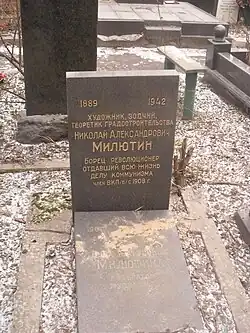 1889 1942
ХУДОЖНИК, ЗОДЧИЙ,
ТЕОРЕТИК ГРАДОСТРОИТЕЛЬСТВА
НИКОЛАЙ АЛЕКСАНДРОВИЧ
МИЛЮТИН
БОРЕЦ РЕВОЛЮЦИОНЕР
ОТДАВШИЙ ВСЮ ЖИЗНЬ
ДЕЛУ КОММУНИЗМА
ЧЛЕН ВКП/б/ с 1908 г.